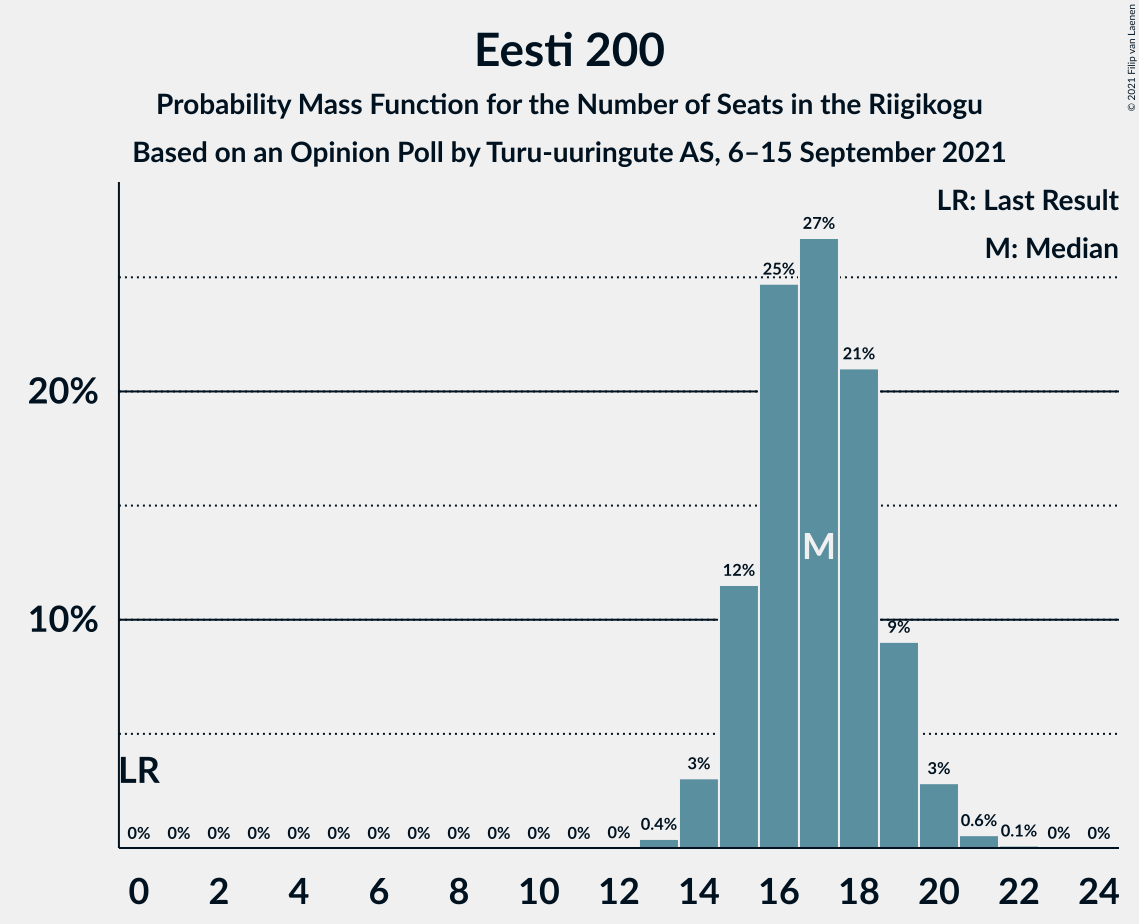 Eesti 200
Probability Mass Function for the Number of Seats in the Riigikogu
Based on an Opinion Poll by Turu-uuringute AS, 6–15 September 2021
© 2021 Filip van Laenen
LR: Last Result
M: Median
27%
25%
21%
20%
M
12%
10%
9%
LR
3%
3%
0% 0% 0% 0% 0% 0% 0% 0% 0% 0% 0% 0% 0% 0.4% 0.6% 0.1% 0% 0%
0 2 4 6 8 10 12 14 16 18 20 22 24